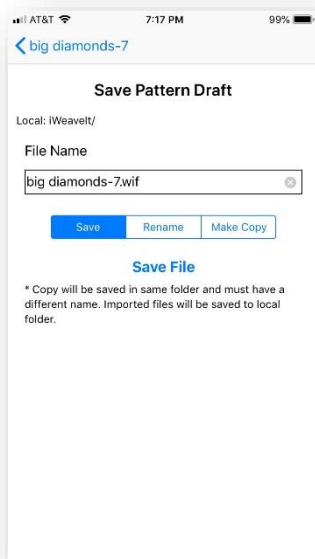 AT&T 7:17 PM 99%
big diamonds-7
Save Pattern Draft
Local: iWeaveIt/
File Name
big diamonds-7.wif
Save Rename Make Copy
Save File
* Copy will be saved in same folder and must have a
different name. Imported files will be saved to local
folder.